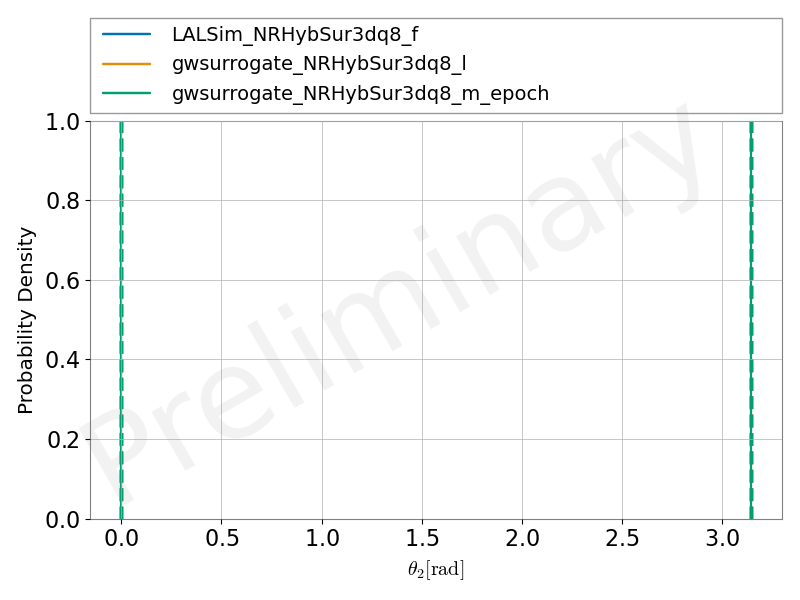 LALSim_NRHybSur3dq8_f
gwsurrogate_NRHybSur3dq8_l
gwsurrogate_NRHybSur3dq8_m_epoch
1.0
0.8
0.6
0.4
0.2
0.0
Probability Density
Preliminary
0.0 0.5 1.0 1.5 2.0 2.5 3.0
θ₂[rad]